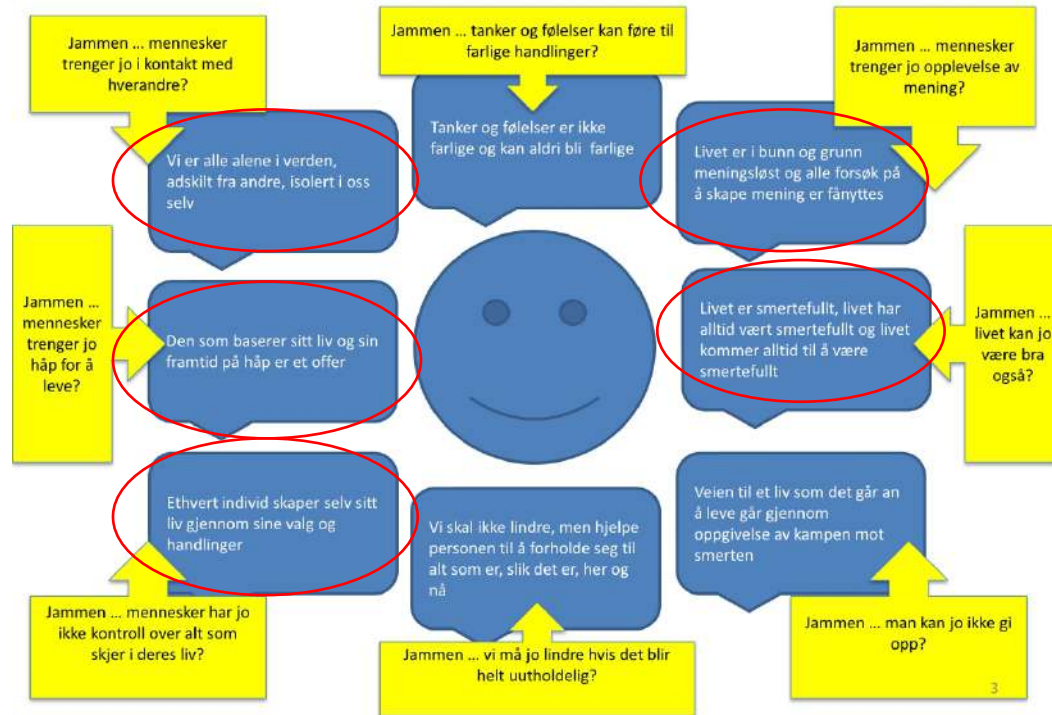 Jammen ... mennesker
trenger jo i kontakt med
hverandre?
Jammen ... tanker og følelser kan føre til
farlige handlinger?
Jammen ... mennesker
trenger jo opplevelse av
mening?
Vi er alle alene i verden,
adskilt fra andre, isolert i oss
selv
Tanker og følelser er ikke
farlige og kan aldri bli farlige
Livet er i bunn og grunn
meningsløst og alle forsøk på
å skape mening er fånyttes
Jammen ...
mennesker
trenger jo
håp for å
leve?
Den som baserer sitt liv og sin
framtid på håp er et offer
Livet er smertefullt, livet har
alltid vært smertefullt og livet
kommer alltid til å være
smertefullt
Jammen ...
livet kan jo
være bra
også?
Ethvert individ skaper selv sitt
liv gjennom sine valg og
handlinger
Vi skal ikke lindre, men hjelpe
personen til å forholde seg til
alt som er, slik det er, her og
nå
Veien til et liv som det går an
å leve går gjennom
oppgivelse av kampen mot
smerten
Jammen ... mennesker har jo
ikke kontroll over alt som
skjer i deres liv?
Jammen ... vi må jo lindre hvis det blir
helt uutholdelig?
Jammen ... man kan jo ikke gi
opp?
3